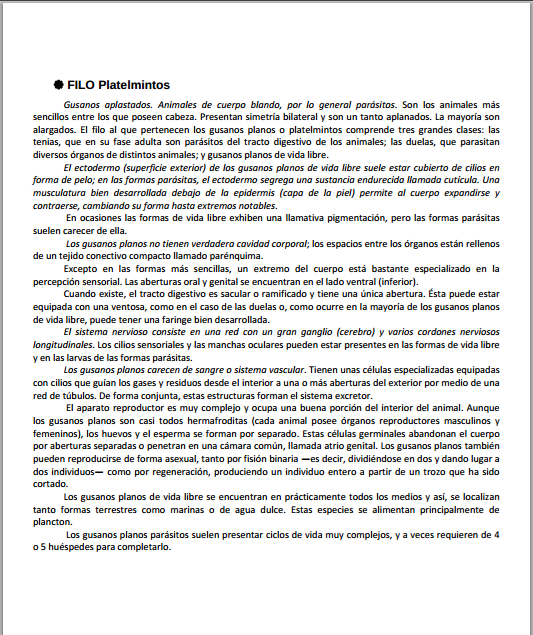 FILO Platelmintos
Gusanos aplastados. Animales de cuerpo blando, por lo general parásitos. Son los animales más
sencillos entre los que poseen cabeza. Presentan simetría bilateral y son un tanto aplanados. La mayoría son
alargados. El filo al que pertenecen los gusanos planos o platelmintos comprende tres grandes clases: las
tenias, que en su fase adulta son parásitos del tracto digestivo de los animales; las duelas, que parasitan
diversos órganos de distintos animales; y gusanos planos de vida libre.
El ectodermo (superficie exterior) de los gusanos planos de vida libre suele estar cubierto de cilios en
forma de pelo; en las formas parásitas, el ectodermo segrega una sustancia endurecida llamada cutícula. Una
musculatura bien desarrollada debajo de la epidermis (capa de la piel) permite al cuerpo expandirse y
contraerse, cambiando su forma hasta extremos notables.
En ocasiones las formas de vida libre exhiben una llamativa pigmentación, pero las formas parásitas
suelen carecer de ella.
Los gusanos planos no tienen verdadera cavidad corporal; los espacios entre los órganos están rellenos
de un tejido conectivo compacto llamado parénquima.
Excepto en las formas más sencillas, un extremo del cuerpo está bastante especializado en la
percepción sensorial. Las aberturas oral y genital se encuentran en el lado ventral (inferior).
Cuando existe, el tracto digestivo es sacular o ramificado y tiene una única abertura. Ésta puede estar
equipada con una ventosa, como en el caso de las duelas o, como ocurre en la mayoría de los gusanos planos
de vida libre, puede tener una faringe bien desarrollada.
El sistema nervioso consiste en una red con un gran ganglio (cerebro) y varios cordones nerviosos
longitudinales. Los cilios sensoriales y las manchas oculares pueden estar presentes en las formas de vida libre
y en las larvas de las formas parásitas.
Los gusanos planos carecen de sangre o sistema vascular. Tienen unas células especializadas equipadas
con cilios que guían los gases y residuos desde el interior a una o más aberturas del exterior por medio de una
red de túbulos. De forma conjunta, estas estructuras forman el sistema excretor.
El aparato reproductor es muy complejo y ocupa una buena porción del interior del animal. Aunque
los gusanos planos son casi todos hermafroditas (cada animal posee órganos reproductores masculinos y
femeninos), los huevos y el esperma se forman por separado. Estas células germinales abandonan el cuerpo
por aberturas separadas o penetran en una cámara común, llamada atrio genital. Los gusanos planos también
pueden reproducirse de forma asexual, tanto por fisión binaria —es decir, dividiéndose en dos y dando lugar a
dos individuos— como por regeneración, produciendo un individuo entero a partir de un trozo que ha sido
cortado.
Los gusanos planos de vida libre se encuentran en prácticamente todos los medios y así, se localizan
tanto formas terrestres como marinas o de agua dulce. Estas especies se alimentan principalmente de
plancton.
Los gusanos planos parásitos suelen presentar ciclos de vida muy complejos, y a veces requieren de 4
o 5 huéspedes para completarlo.